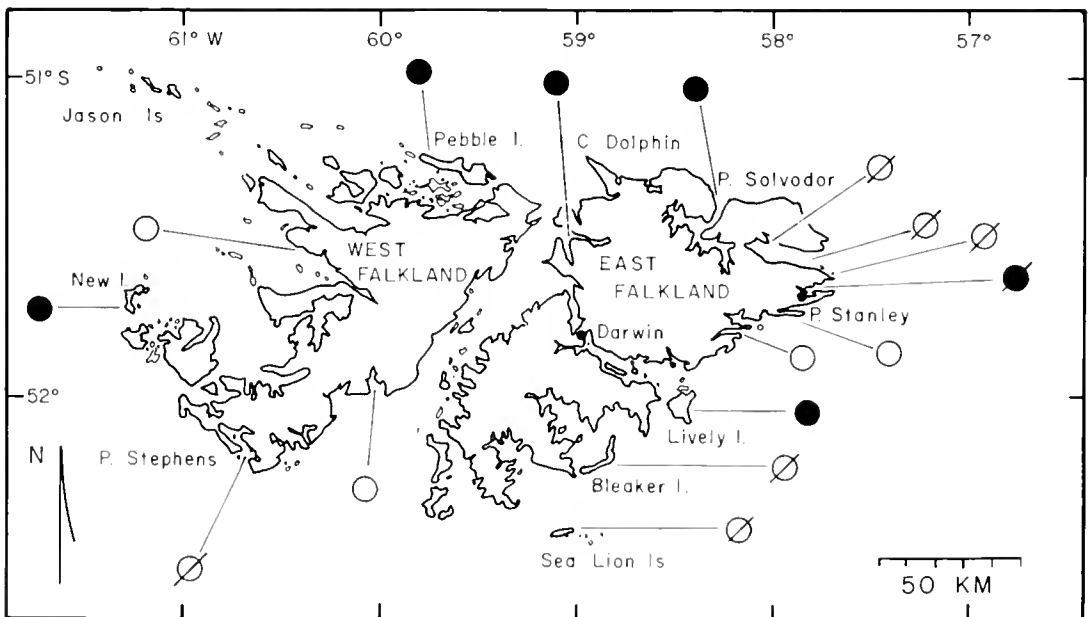 61° W
60°
59°
58°
57°
51° S
Jason Is
Pebble I.
C Dolphin
P. Solvodor
WEST
FALKLAND
EAST
FALKLAND
New I.
P. Stanley
Darwin
52°
Lively I.
N
P. Stephens
Bleaker I.
Sea Lion Is
50 KM